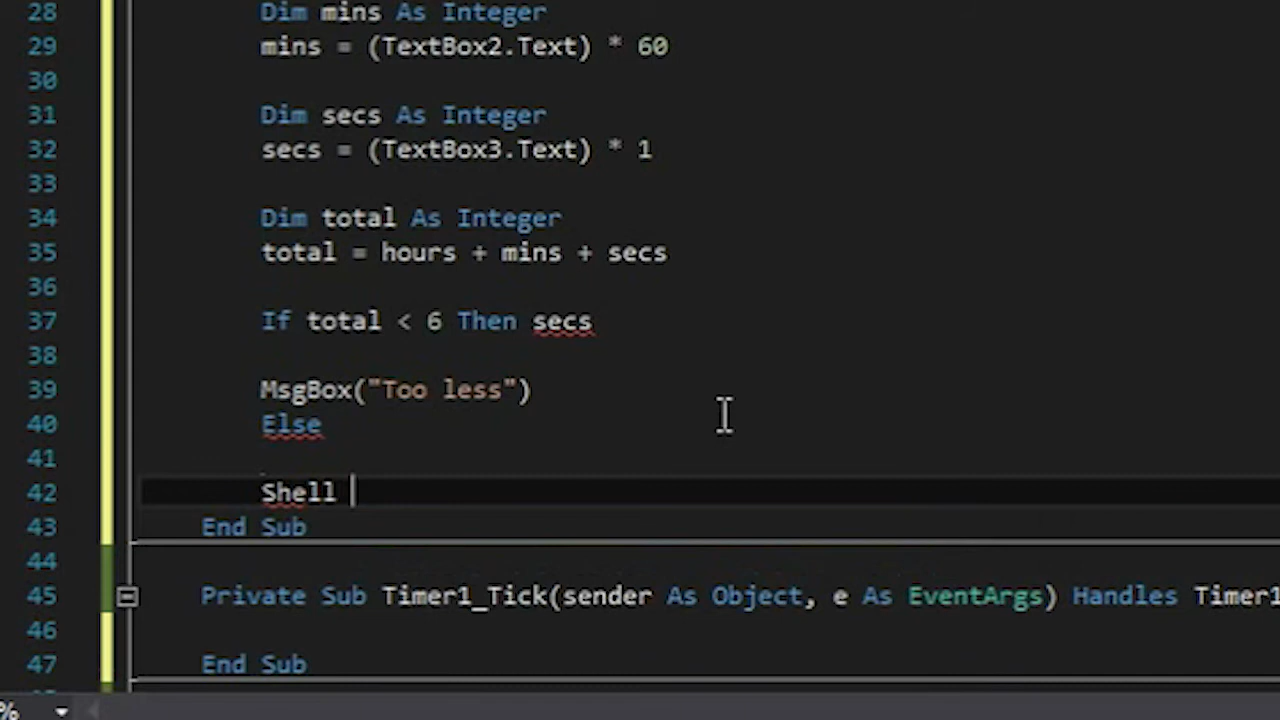 28 Dim mins As Integer
29 mins = (TextBox2.Text) * 60
30
31 Dim secs As Integer
32 secs = (TextBox3.Text) * 1
33
34 Dim total As Integer
35 total = hours + mins + secs
36
37 If total < 6 Then secs
38
39 MsgBox("Too less")
40 Else
41
42 Shell
43 End Sub
44
45 Private Sub Timer1_Tick(sender As Object, e As EventArgs) Handles Timer1
46
47 End Sub
%